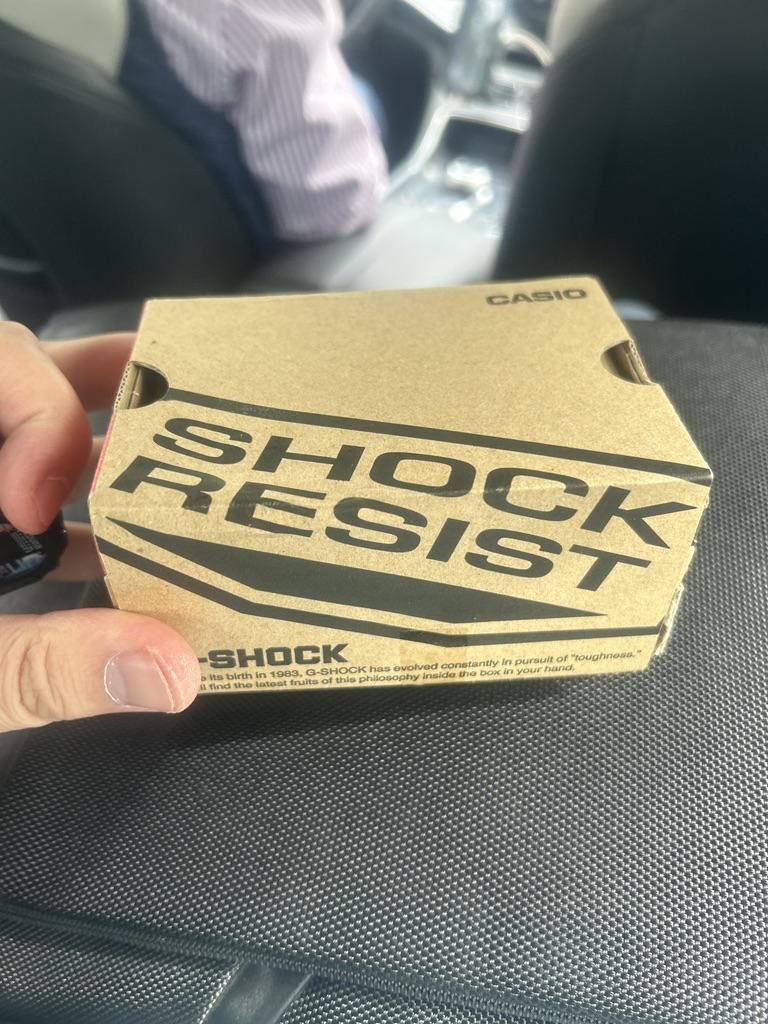 CASIO
SHOCK
RESIST
-SHOCK
its birth in 1983, G-SHOCK has evolved constantly in pursuit of "toughness."
find the latest fruits of this philosophy inside the box in your hand.